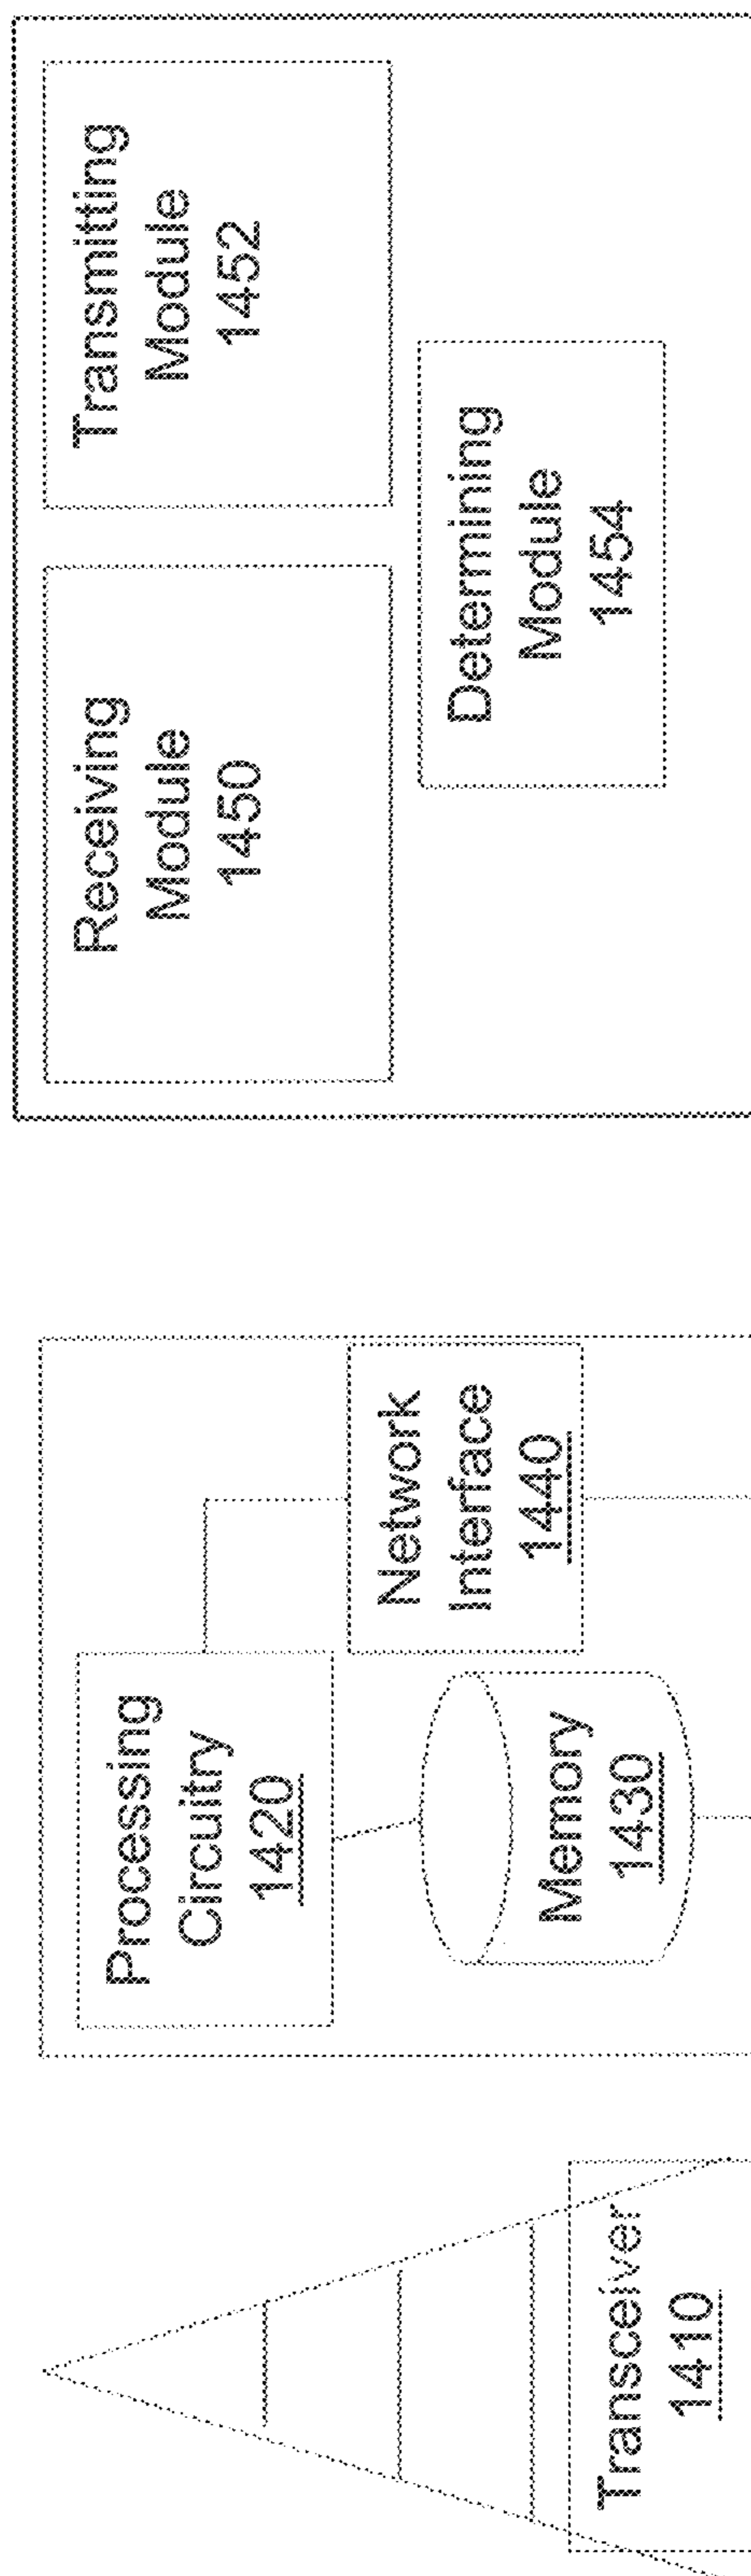 Transceiver
1410
Processing
Circuitry
1420
Memory
1430
Network
Interface
1440
Receiving
Module
1450
Transmitting
Module
1452
Determining
Module
1454